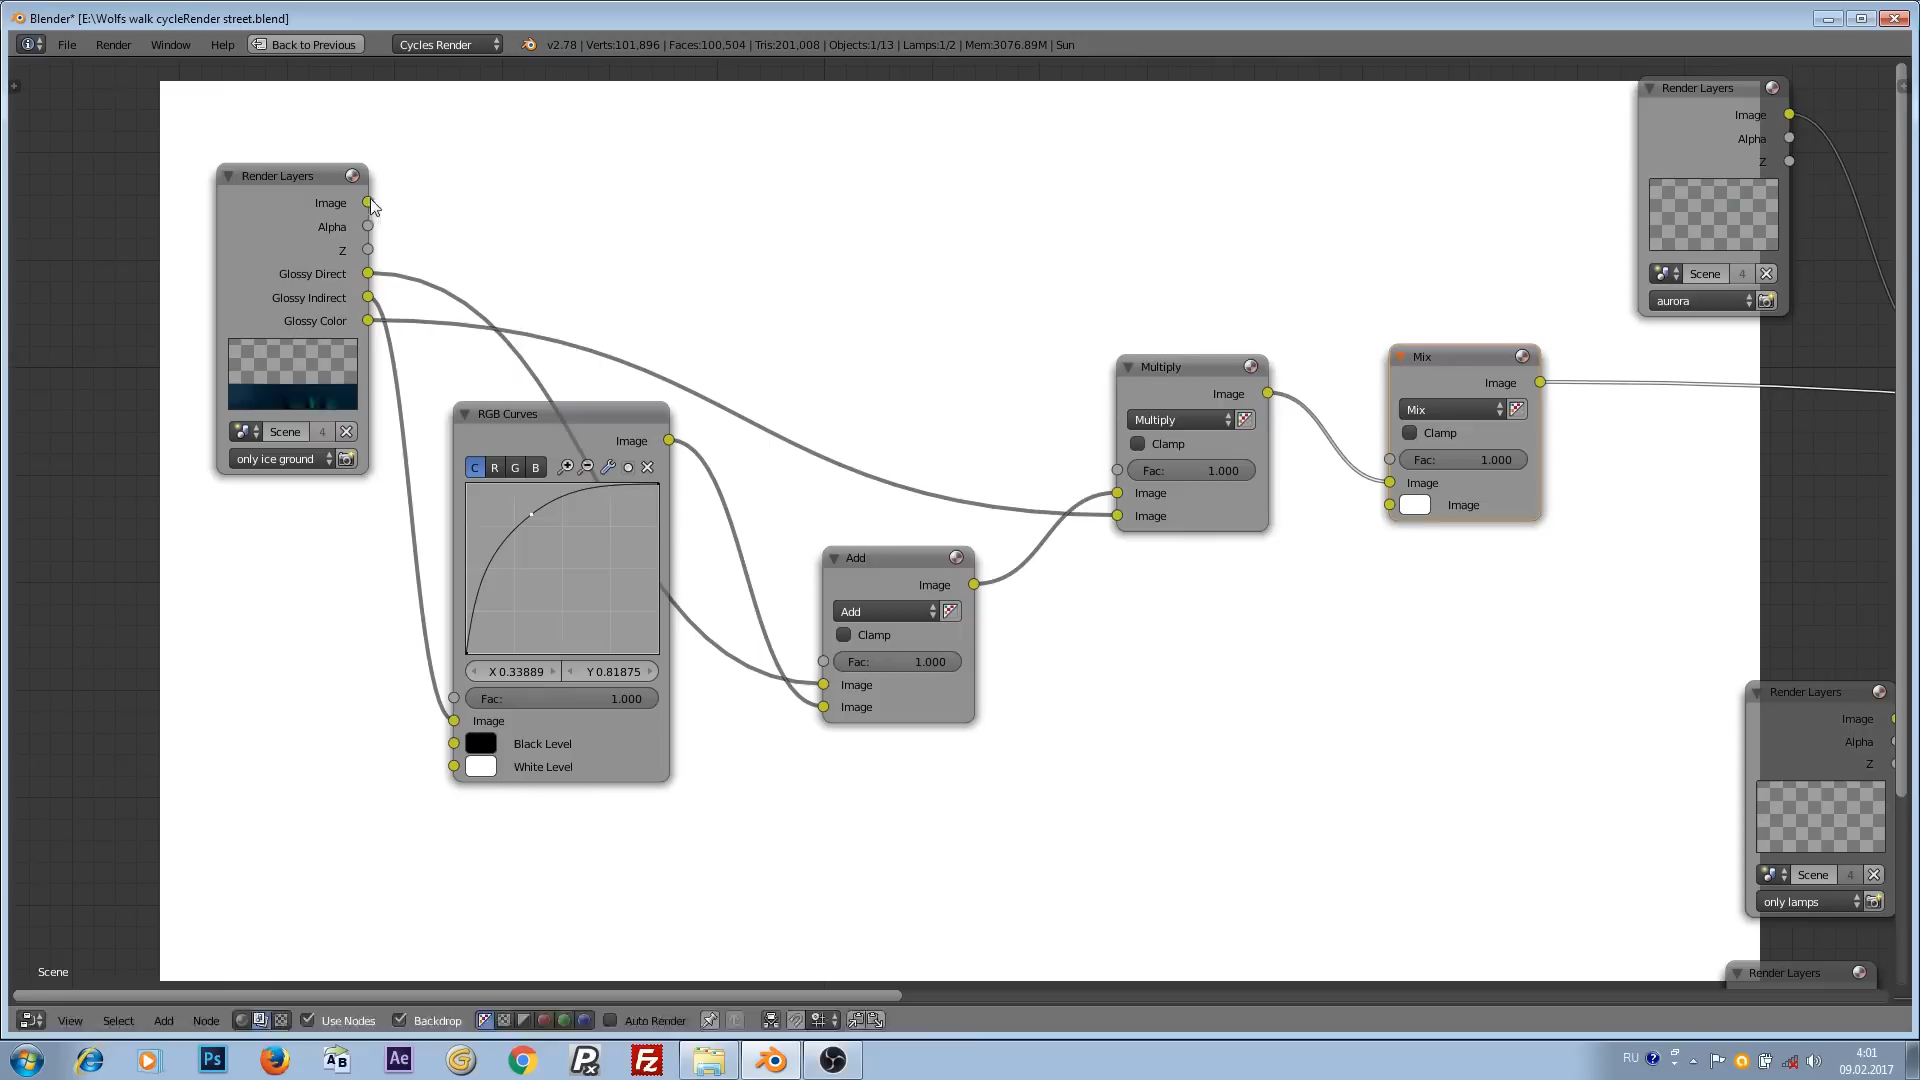 Blender* [E:\Wolfs walk cycleRender street.blend]
File Render Window Help Back to Previous Cycles Render v2.78 | Verts:101,896 | Faces:100,504 | Tris:201,008 | Objects:1/13 | Lamps:1/2 | Mem:3076.89M | Sun
Render Layers
Image
Alpha
Z
Glossy Direct
Glossy Indirect
Glossy Color
Scene 4
only ice ground
RGB Curves
Image
C R G B
X 0.33889 Y 0.81875
Fac: 1.000
Image
Black Level
White Level
Add
Image
Add
Clamp
Fac: 1.000
Image
Image
Multiply
Image
Multiply
Clamp
Fac: 1.000
Image
Image
Mix
Image
Mix
Clamp
Fac: 1.000
Image
Image
Render Layers
Image
Alpha
Z
Scene 4
aurora
Render Layers
Image
Alpha
Z
Scene 4
only lamps
Render Layers
Scene
View Select Add Node Use Nodes Backdrop Auto Render
Ps AB Ae Px Fz
RU
4:01
09.02.2017